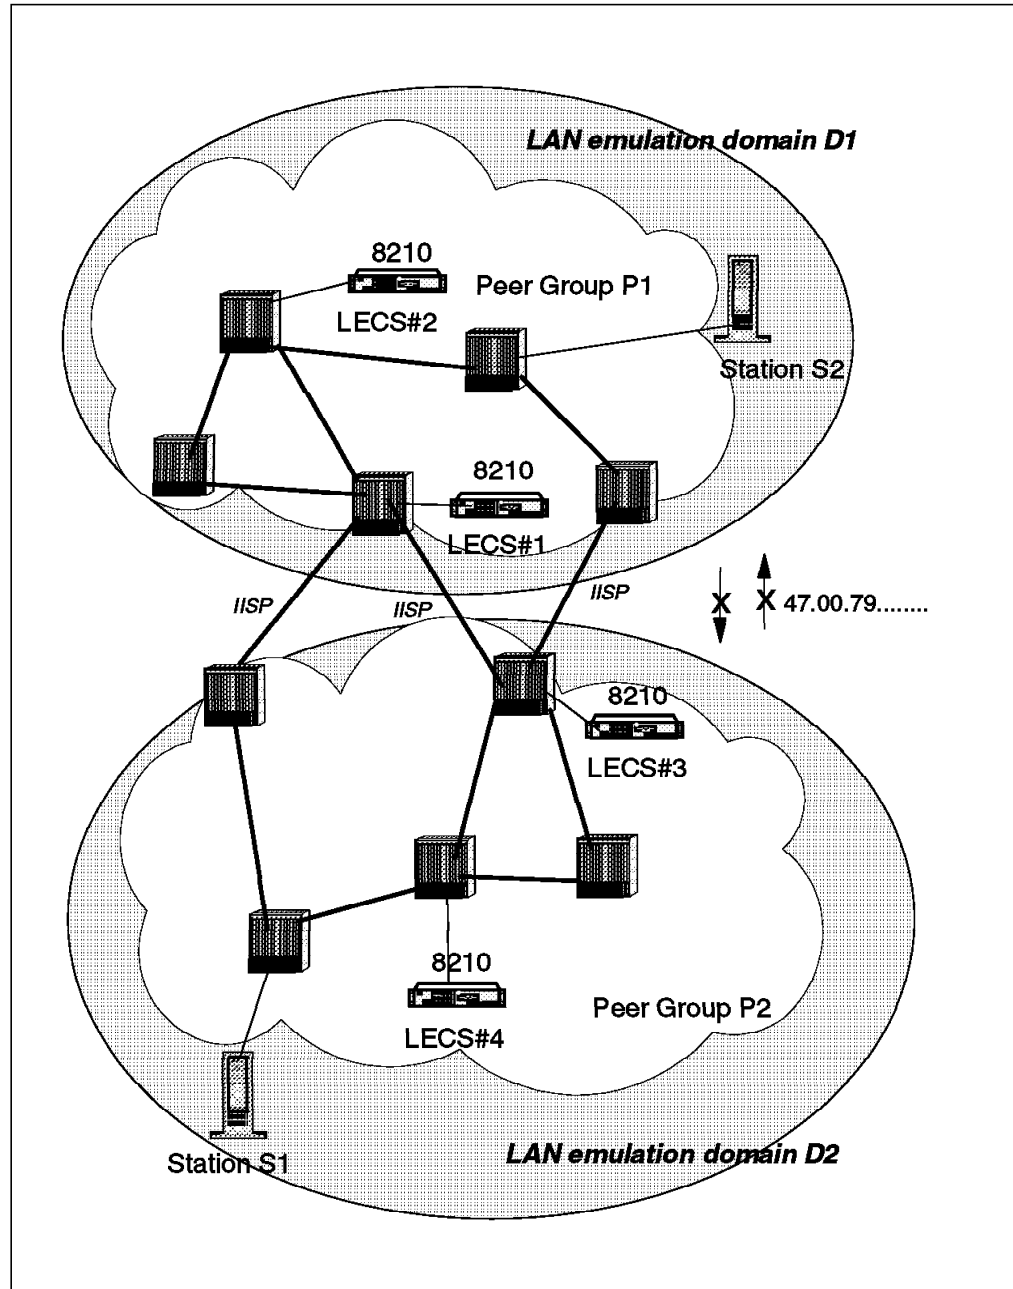 LAN emulation domain D1
8210
Peer Group P1
LECS#2
Station S2
8210
LECS#1
IISP
IISP
IISP
X
X 47.00.79........
8210
LECS#3
8210
Peer Group P2
LECS#4
LAN emulation domain D2
Station S1